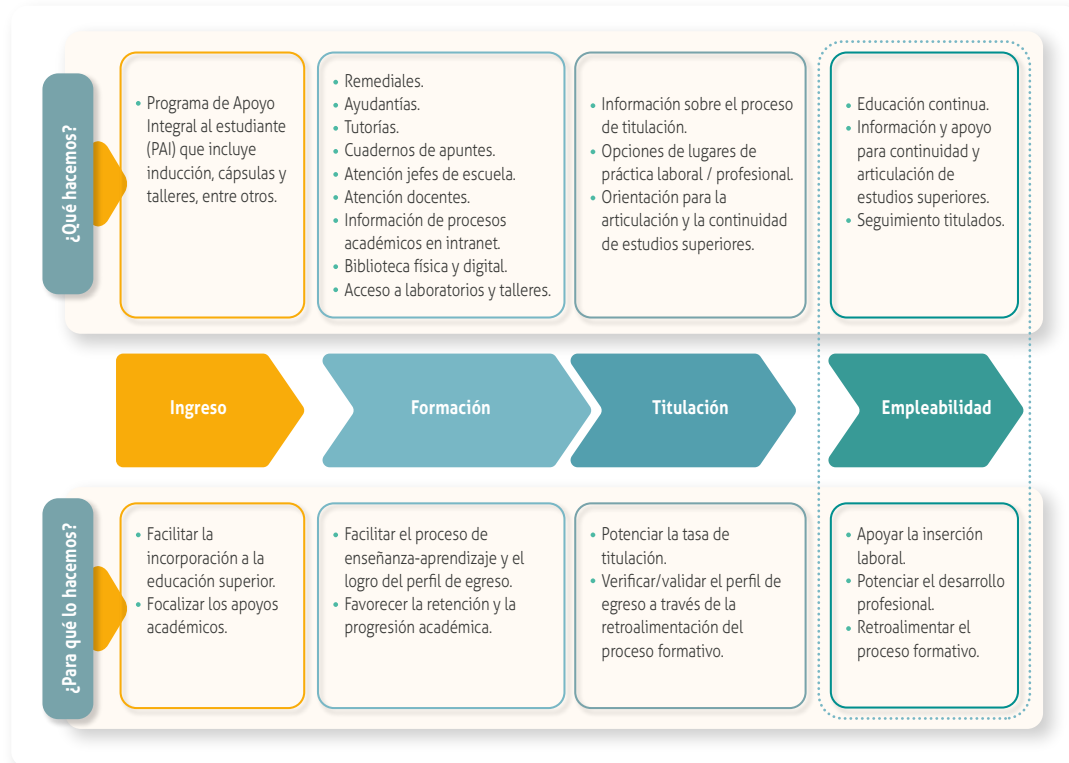 ¿Qué hacemos?
• Programa de Apoyo
Integral al estudiante
(PAI) que incluye
inducción, cápsulas y
talleres, entre otros.
• Remediales.
• Ayudantías.
• Tutorías.
• Cuadernos de apuntes.
• Atención jefes de escuela.
• Atención docentes.
• Información de procesos
académicos en intranet.
• Biblioteca física y digital.
• Acceso a laboratorios y talleres.
• Información sobre el proceso
de titulación.
• Opciones de lugares de
práctica laboral / profesional.
• Orientación para la
articulación y la continuidad
de estudios superiores.
• Educación continua.
• Información y apoyo
para continuidad y
articulación de
estudios superiores.
• Seguimiento titulados.
Ingreso
Formación
Titulación
Empleabilidad
¿Para qué lo hacemos?
• Facilitar la
incorporación a la
educación superior.
• Focalizar los apoyos
académicos.
• Facilitar el proceso de
enseñanza-aprendizaje y el
logro del perfil de egreso.
• Favorecer la retención y la
progresión académica.
• Potenciar la tasa de
titulación.
• Verificar/validar el perfil de
egreso a través de la
retroalimentación del
proceso formativo.
• Apoyar la inserción
laboral.
• Potenciar el desarrollo
profesional.
• Retroalimentar el
proceso formativo.